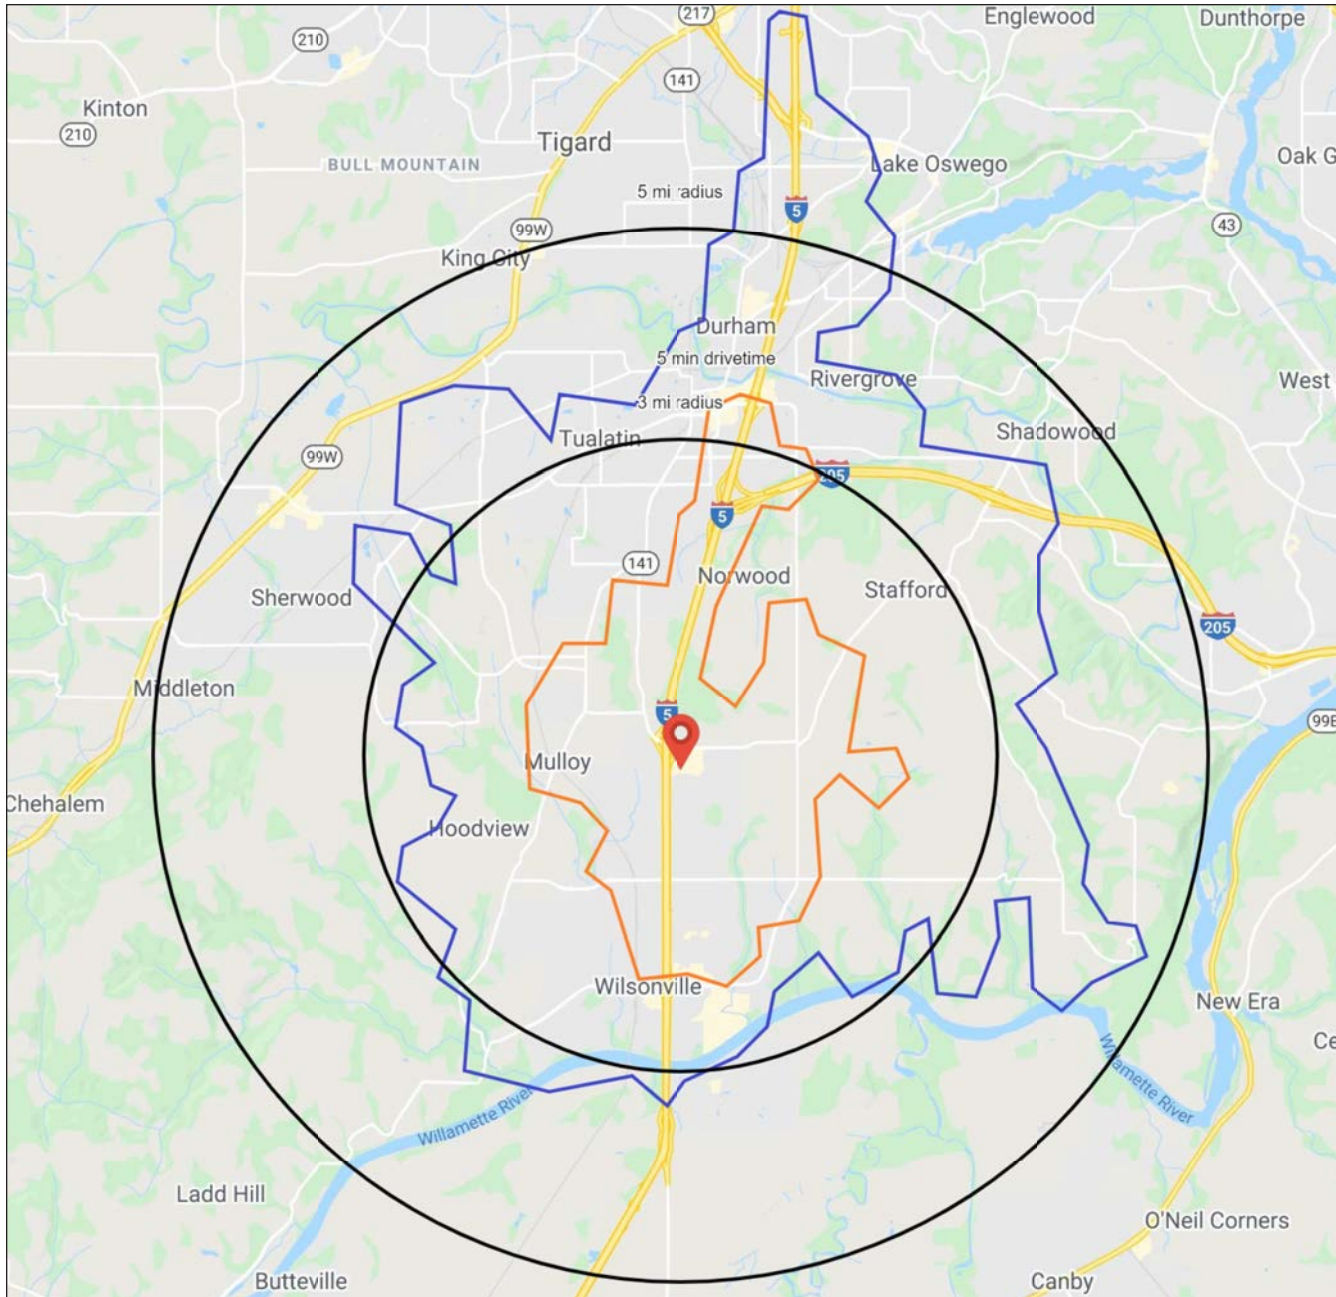 217
Englewood
Dunthorpe
210
141
Kinton
210
Tigard
BULL MOUNTAIN
Lake Oswego
Oak G
5 mi radius
5
43
99W
King City
Durham
5 min drivetime
Rivergrove
West
3 mi radius
Tualatin
Shadowood
99W
205
5
141
Norwood
Stafford
Sherwood
205
Middleton
5
99E
Mulloy
Chehalem
Hoodview
Wilsonville
New Era
Ce
Willamette River
Willamette River
Ladd Hill
O'Neil Corners
Butteville
Canby